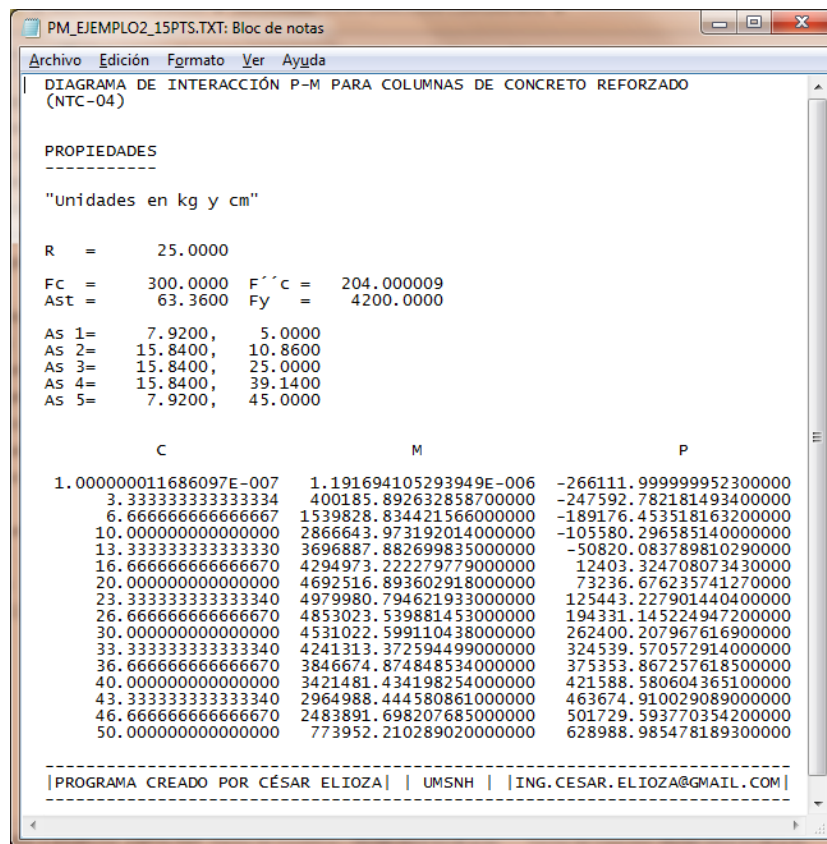 PM_EJEMPLO2_15PTS.TXT: Bloc de notas
Archivo Edición Formato Ver Ayuda
DIAGRAMA DE INTERACCIÓN P-M PARA COLUMNAS DE CONCRETO REFORZADO
(NTC-04)
PROPIEDADES
-----------
"Unidades en kg y cm"
R = 25.0000
Fc = 300.0000 F´´c = 204.000009
Ast = 63.3600 Fy = 4200.0000
As 1= 7.9200, 5.0000
As 2= 15.8400, 10.8600
As 3= 15.8400, 25.0000
As 4= 15.8400, 39.1400
As 5= 7.9200, 45.0000
C M P
1.000000011686097E-007 1.191694105293949E-006 -266111.999999952300000
3.333333333333334 400185.892632858700000 -247592.782181493400000
6.666666666666667 1539828.834421566000000 -189176.453518163200000
10.000000000000000 2866643.973192014000000 -105580.296585140000000
13.333333333333330 3696887.882699835000000 -50820.083789810290000
16.666666666666670 4294973.222279779000000 12403.324708073430000
20.000000000000000 4692516.893602918000000 73236.676235741270000
23.333333333333340 4979980.794621933000000 125443.227901440400000
26.666666666666670 4853023.539881453000000 194331.145224947200000
30.000000000000000 4531022.599110438000000 262400.207967616900000
33.333333333333340 4241313.372594499000000 324539.570572914000000
36.666666666666670 3846674.874848534000000 375353.867257618500000
40.000000000000000 3421481.434198254000000 421588.580604365100000
43.333333333333340 2964988.444580861000000 463674.910029089000000
46.666666666666670 2483891.698207685000000 501729.593770354200000
50.000000000000000 773952.210289020000000 628988.985478189300000
----------------------------------------------------------------------
|PROGRAMA CREADO POR CÉSAR ELIOZA| | UMSNH | |ING.CESAR.ELIOZA@GMAIL.COM|
----------------------------------------------------------------------